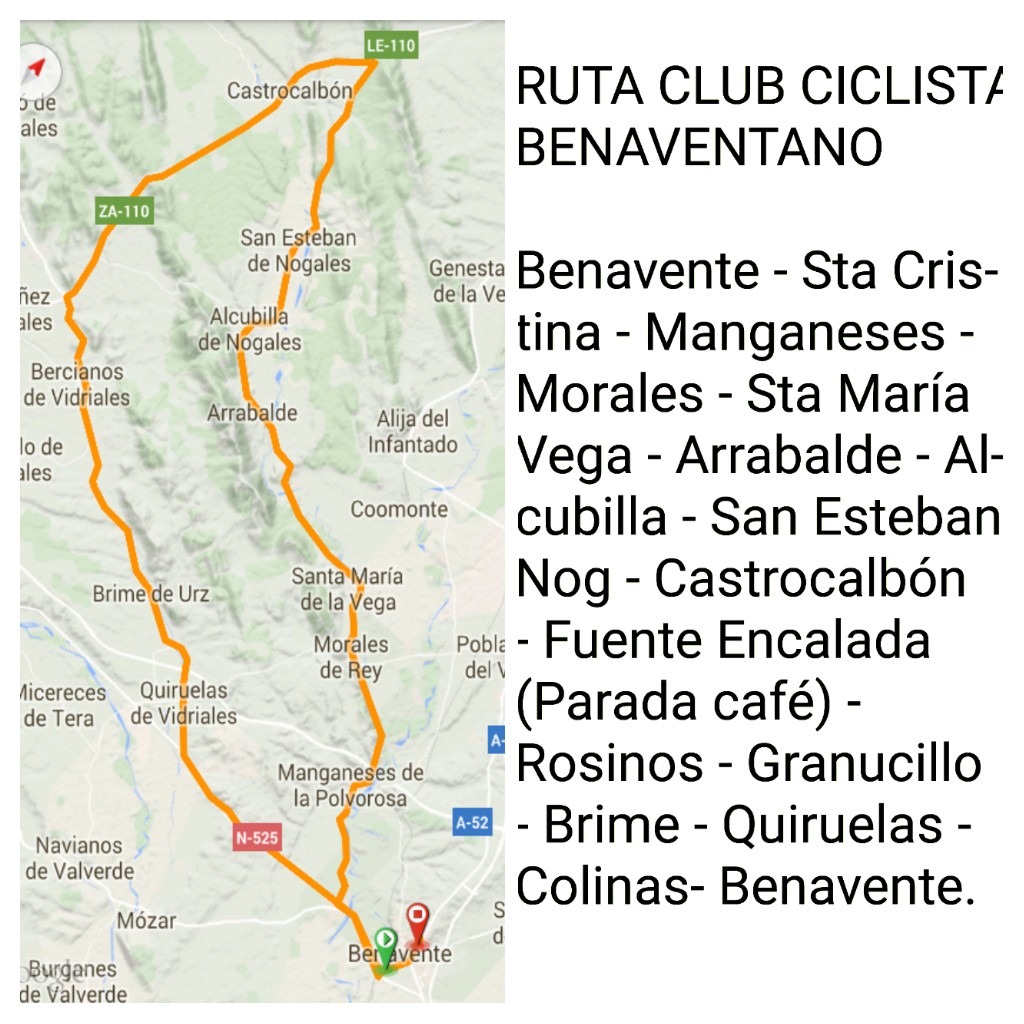 LE-110
Castrocalbón
o de
ales
ZA-110
San Esteban
de Nogales
Genesta
de la Ve
ñez
ales
Alcubilla
de Nogales
Bercianos
de Vidriales
Arrabalde
Alija del
Infantado
lo de
ales
Coomonte
Santa María
de la Vega
Brime de Urz
Morales
de Rey
Pobla
del V
Micereces
de Tera
Quiruelas
de Vidriales
A-
Manganeses de
la Polvorosa
A-52
N-525
Navianos
de Valverde
Mózar
S
d
Benavente
Burganes
de Valverde
RUTA CLUB CICLISTA
BENAVENTANO
Benavente - Sta Cris-
tina - Manganeses -
Morales - Sta María
Vega - Arrabalde - Al-
cubilla - San Esteban
Nog - Castrocalbón
- Fuente Encalada
(Parada café) -
Rosinos - Granucillo
- Brime - Quiruelas -
Colinas- Benavente.